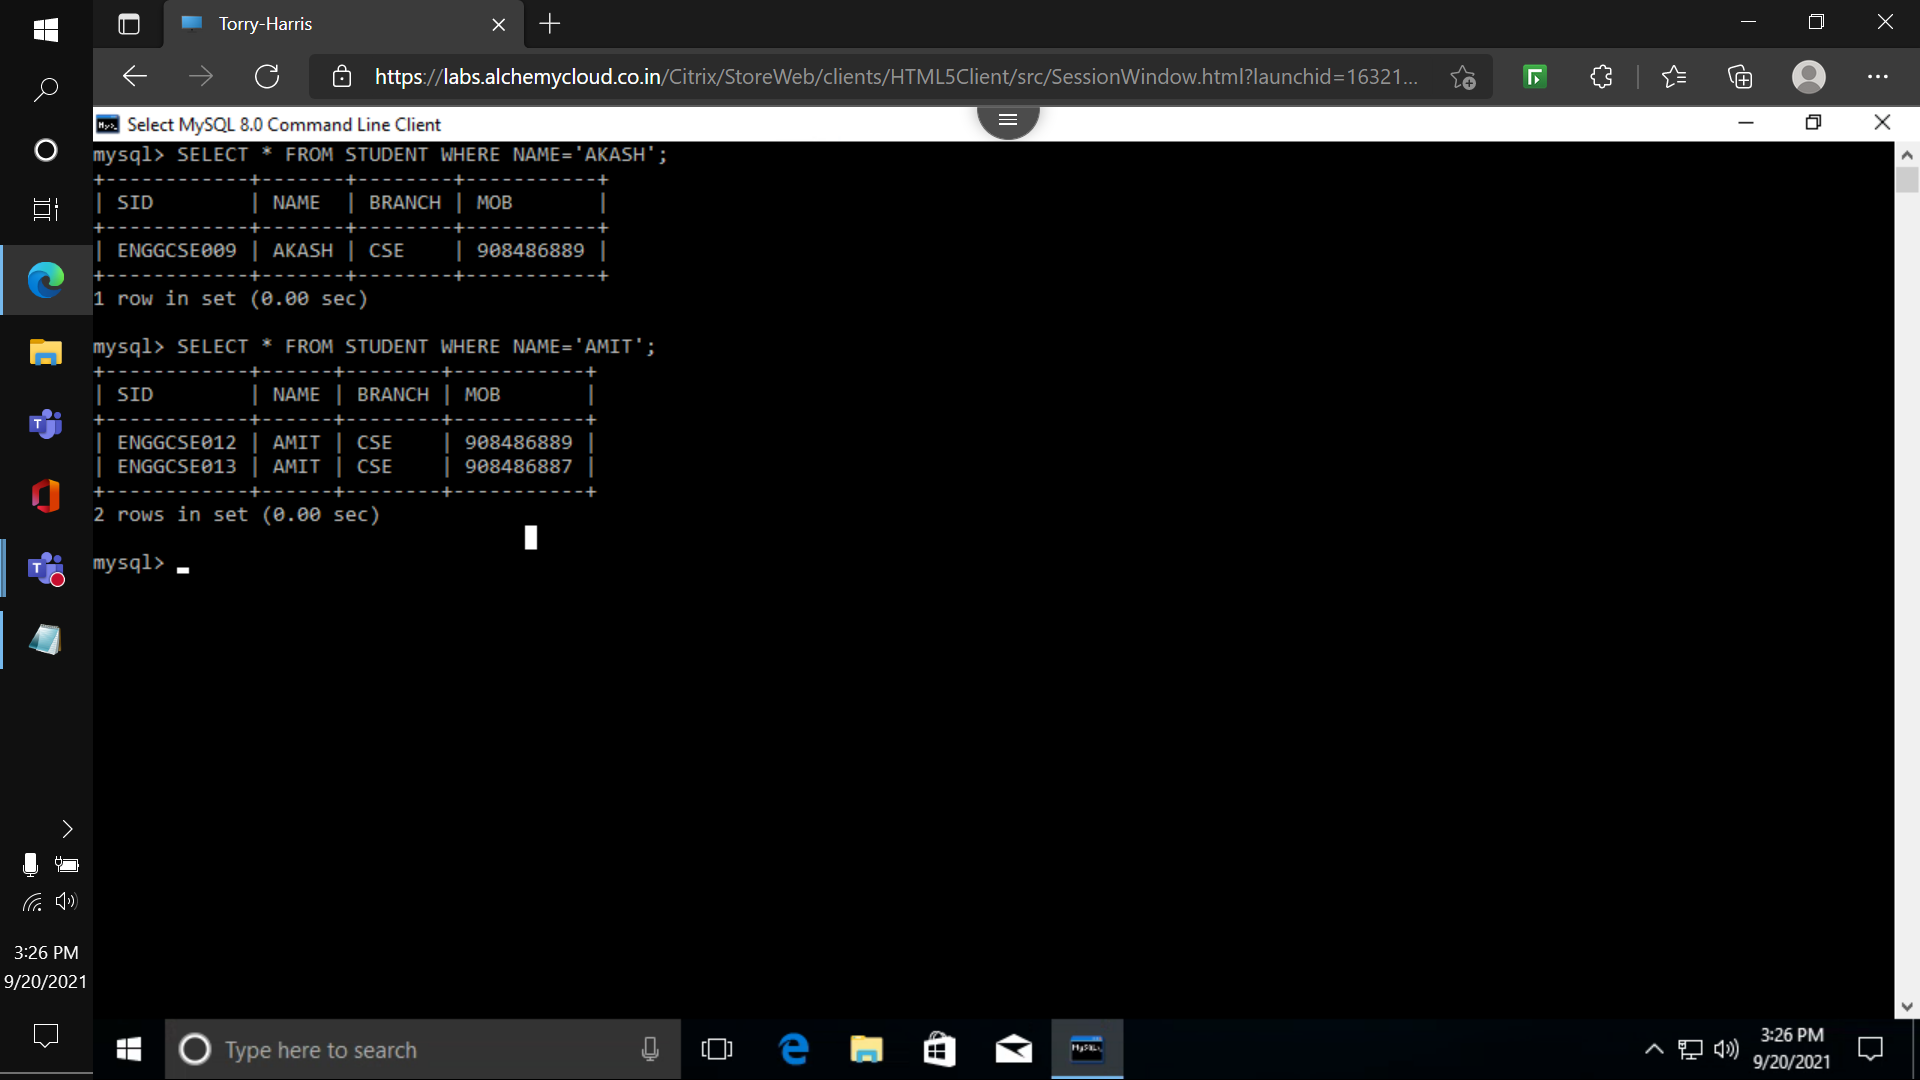 Torry-Harris
https://labs.alchemycloud.co.in/Citrix/StoreWeb/clients/HTML5Client/src/SessionWindow.html?launchid=16321...
Select MySQL 8.0 Command Line Client
mysql> SELECT * FROM STUDENT WHERE NAME='AKASH';
+------------+-------+--------+-----------+
| SID        | NAME  | BRANCH | MOB       |
+------------+-------+--------+-----------+
| ENGGCSE009 | AKASH | CSE    | 908486889 |
+------------+-------+--------+-----------+
1 row in set (0.00 sec)
mysql> SELECT * FROM STUDENT WHERE NAME='AMIT';
+------------+------+--------+-----------+
| SID        | NAME | BRANCH | MOB       |
+------------+------+--------+-----------+
| ENGGCSE012 | AMIT | CSE    | 908486889 |
| ENGGCSE013 | AMIT | CSE    | 908486887 |
+------------+------+--------+-----------+
2 rows in set (0.00 sec)
mysql>
3:26 PM
9/20/2021
Type here to search
3:26 PM
9/20/2021